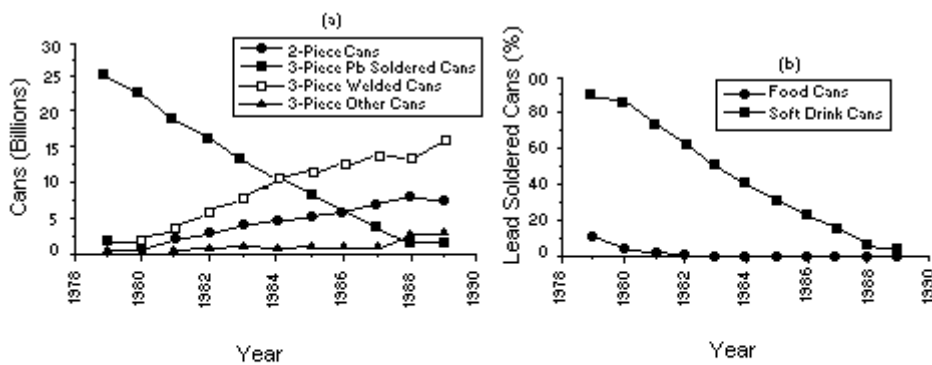 (a)
30
25
20
15
10
5
0
Cans (Billions)
2-Piece Cans
3-Piece Pb Soldered Cans
3-Piece Welded Cans
3-Piece Other Cans
1978
1980
1982
1984
1986
1988
1990
Year
(b)
00
80
60
40
20
0
Lead Soldered Cans (%)
Food Cans
Soft Drink Cans
1978
1980
1982
1984
1986
1988
1990
Year